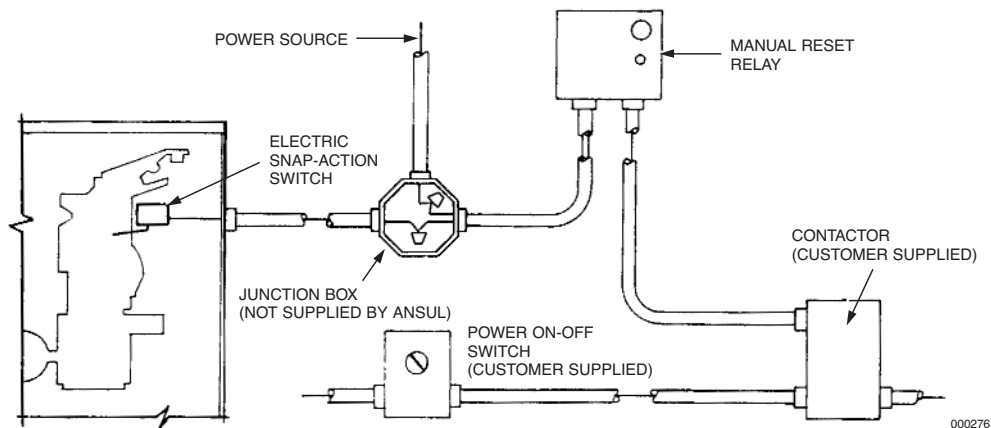 POWER SOURCE
MANUAL RESET
RELAY
ELECTRIC
SNAP-ACTION
SWITCH
CONTACTOR
(CUSTOMER SUPPLIED)
JUNCTION BOX
(NOT SUPPLIED BY ANSUL)
POWER ON-OFF
SWITCH
(CUSTOMER SUPPLIED)
000276